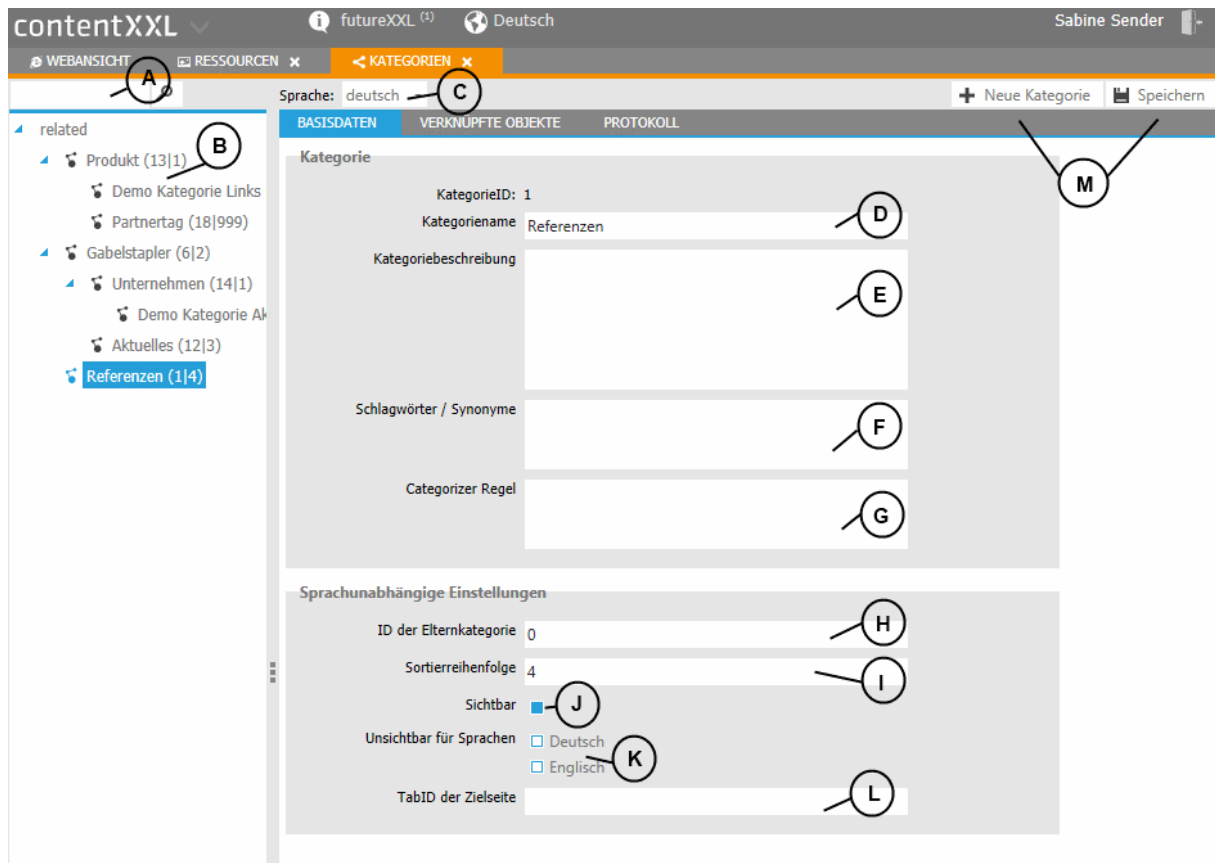 contentXXL futureXXL (1) Deutsch Sabine Sender
WEBANSICHT RESSOURCEN x KATEGORIEN x
A
Sprache: deutsch C Neue Kategorie Speichern
related
BASISDATEN VERKNÜPFTE OBJEKTE PROTOKOLL
B
Produkt (13|1)
Kategorie
M
Demo Kategorie Links
KategorieID: 1
Partnertag (18|999)
Kategoriename Referenzen D
Gabelstapler (6|2)
Kategoriebeschreibung
Unternehmen (14|1)
E
Demo Kategorie Ak
Aktuelles (12|3)
Referenzen (1|4)
Schlagwörter / Synonyme
F
Categorizer Regel
G
Sprachunabhängige Einstellungen
ID der Elternkategorie 0 H
Sortierreihenfolge 4 I
Sichtbar J
Unsichtbar für Sprachen Deutsch
K
Englisch
TabID der Zielseite L